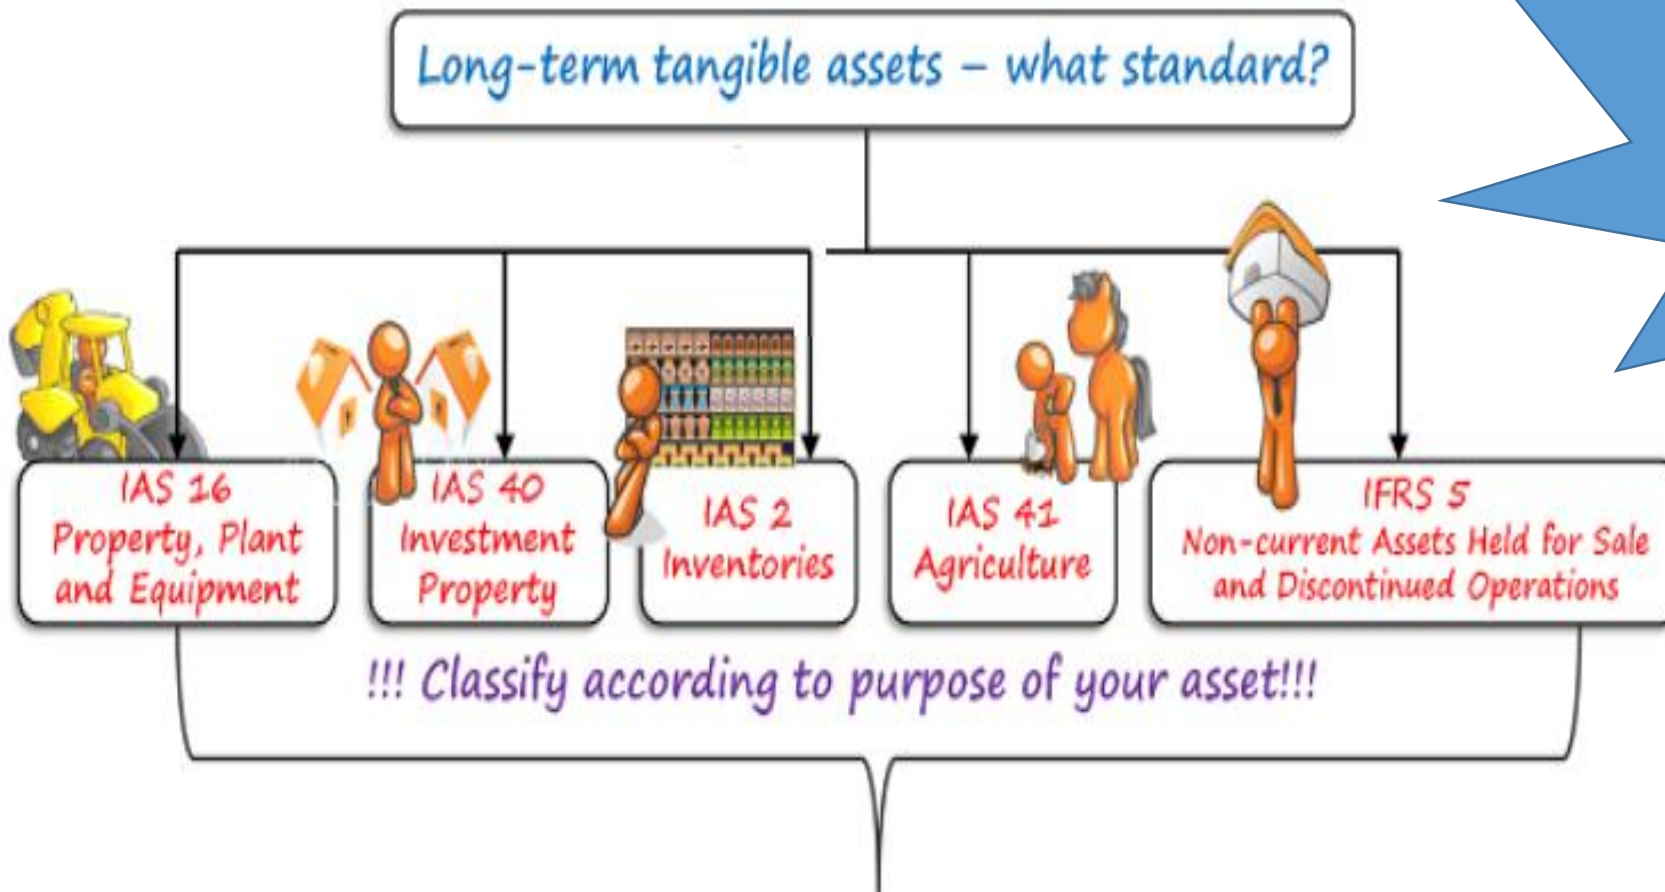 Long-term tangible assets – what standard?
IAS 16
Property, Plant
and Equipment
IAS 40
Investment
Property
IAS 2
Inventories
IAS 41
Agriculture
IFRS 5
Non-current Assets Held for Sale
and Discontinued Operations
!!! Classify according to purpose of your asset!!!